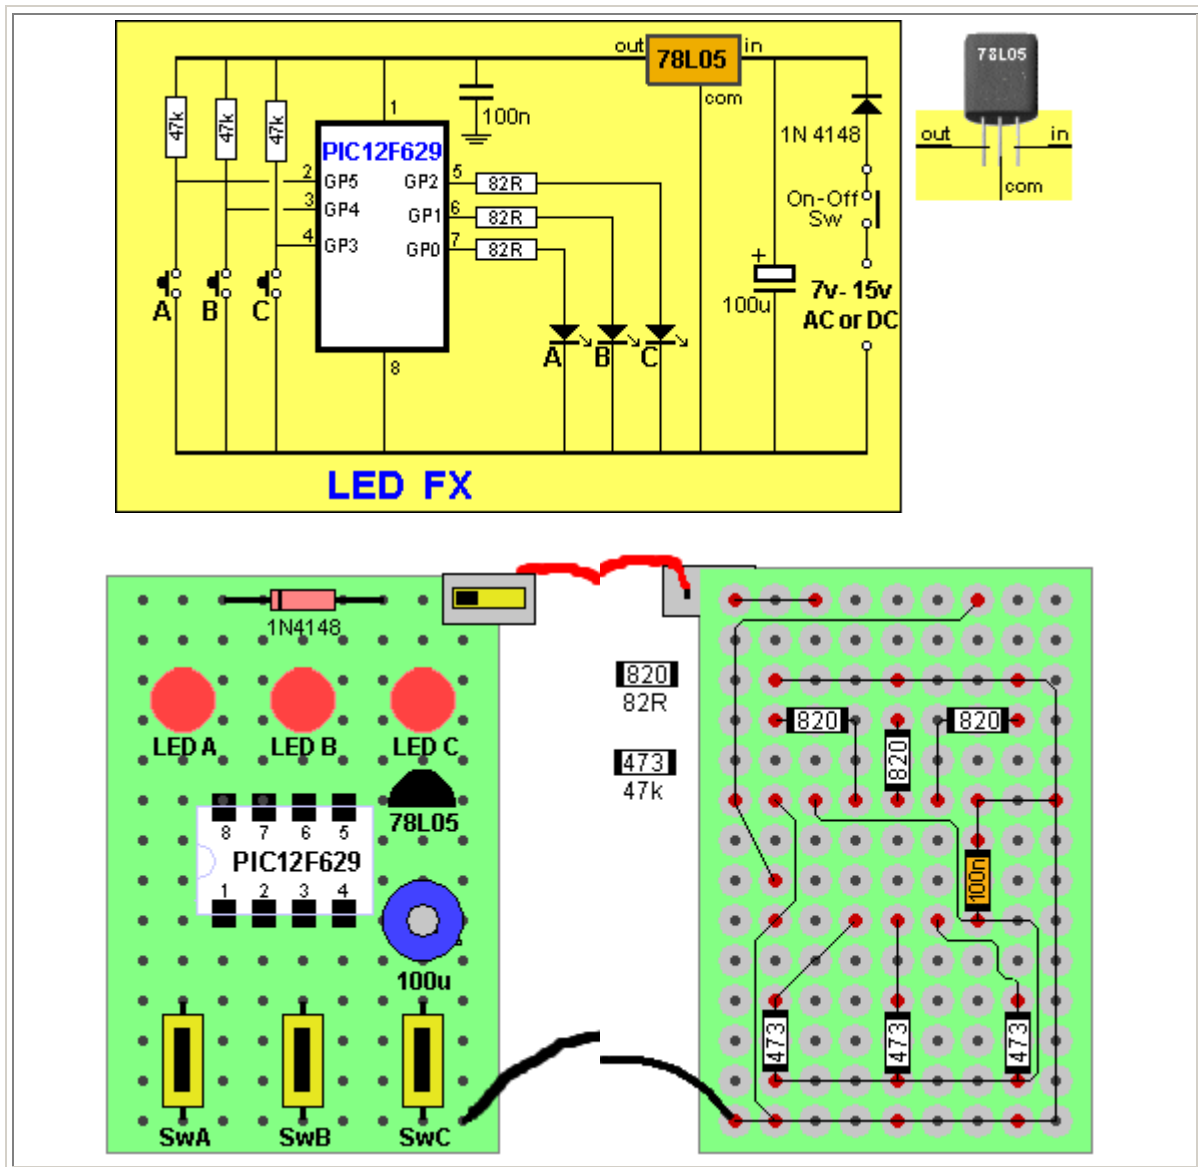 out
78L05
in
com
47k
47k
47k
100n
1
PIC12F629
2
GP5
3
GP4
4
GP3
GP2
5
GP1
6
GP0
7
82R
82R
82R
8
A
B
C
A
B
C
+
100u
1N 4148
On-Off
Sw
7v- 15v
AC or DC
LED FX
78L05
out
in
com
1N4148
LED A
LED B
LED C
78L05
8
7
6
5
PIC12F629
1
2
3
4
100u
SwA
SwB
SwC
820
82R
473
47k
820
820
820
100n
473
473
473